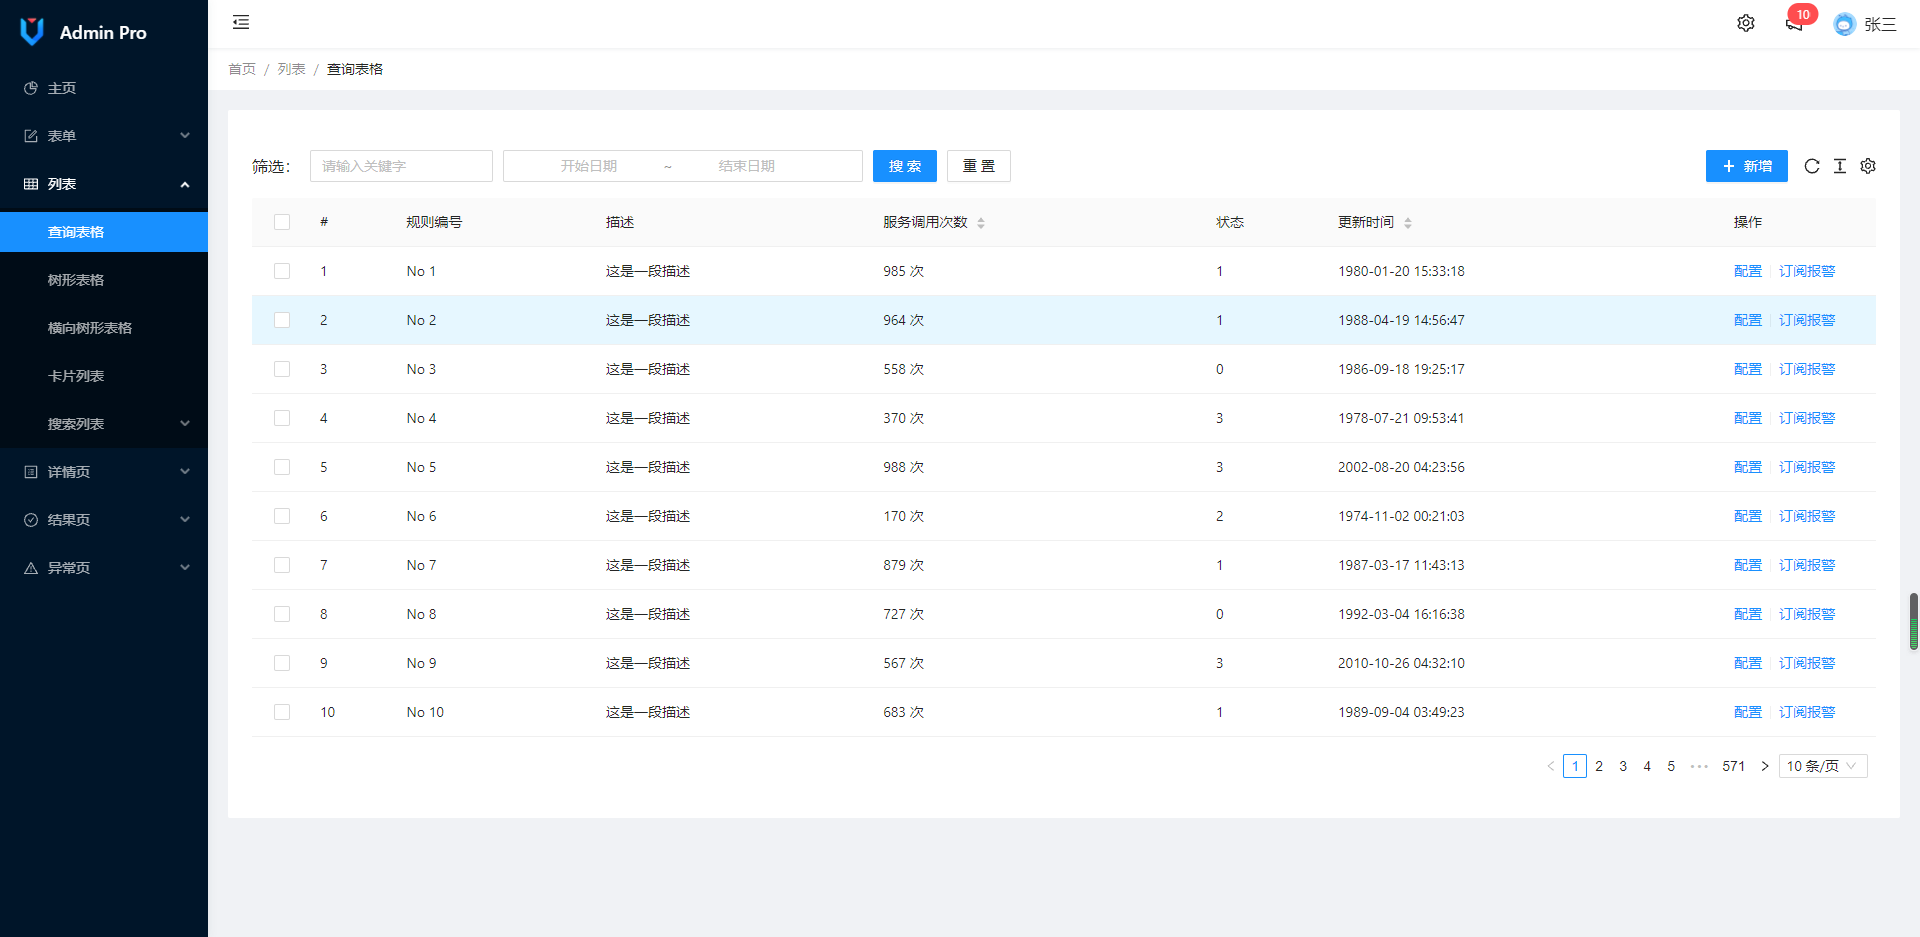 Admin Pro
主页
表单
列表
查询表格
树形表格
横向树形表格
卡片列表
搜索列表
详情页
结果页
异常页
10
张三
首页 / 列表 / 查询表格
筛选： 请输入关键字 开始日期 ~ 结束日期 搜 索 重 置 新增
# 规则编号 描述 服务调用次数 状态 更新时间 操作
1 No 1 这是一段描述 985 次 1 1980-01-20 15:33:18 配置 订阅报警
2 No 2 这是一段描述 964 次 1 1988-04-19 14:56:47 配置 订阅报警
3 No 3 这是一段描述 558 次 0 1986-09-18 19:25:17 配置 订阅报警
4 No 4 这是一段描述 370 次 3 1978-07-21 09:53:41 配置 订阅报警
5 No 5 这是一段描述 988 次 3 2002-08-20 04:23:56 配置 订阅报警
6 No 6 这是一段描述 170 次 2 1974-11-02 00:21:03 配置 订阅报警
7 No 7 这是一段描述 879 次 1 1987-03-17 11:43:13 配置 订阅报警
8 No 8 这是一段描述 727 次 0 1992-03-04 16:16:38 配置 订阅报警
9 No 9 这是一段描述 567 次 3 2010-10-26 04:32:10 配置 订阅报警
10 No 10 这是一段描述 683 次 1 1989-09-04 03:49:23 配置 订阅报警
1 2 3 4 5 ••• 571 10 条/页